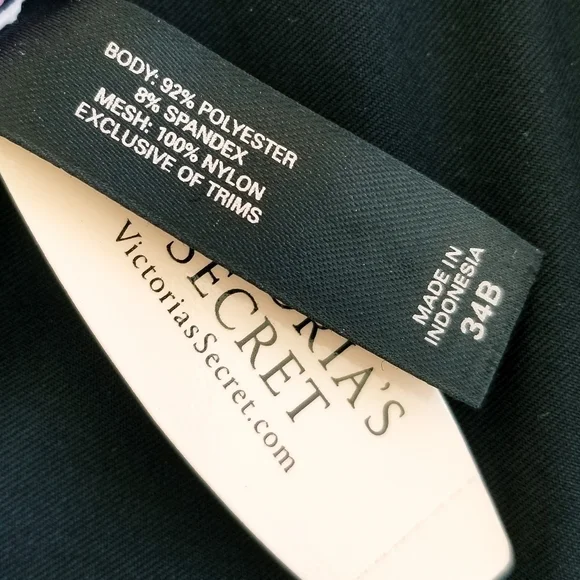 BODY: 92% POLYESTER
8% SPANDEX
MESH: 100% NYLON
EXCLUSIVE OF TRIMS
MADE IN
INDONESIA
34B
SECRET
VictoriasSecret.com